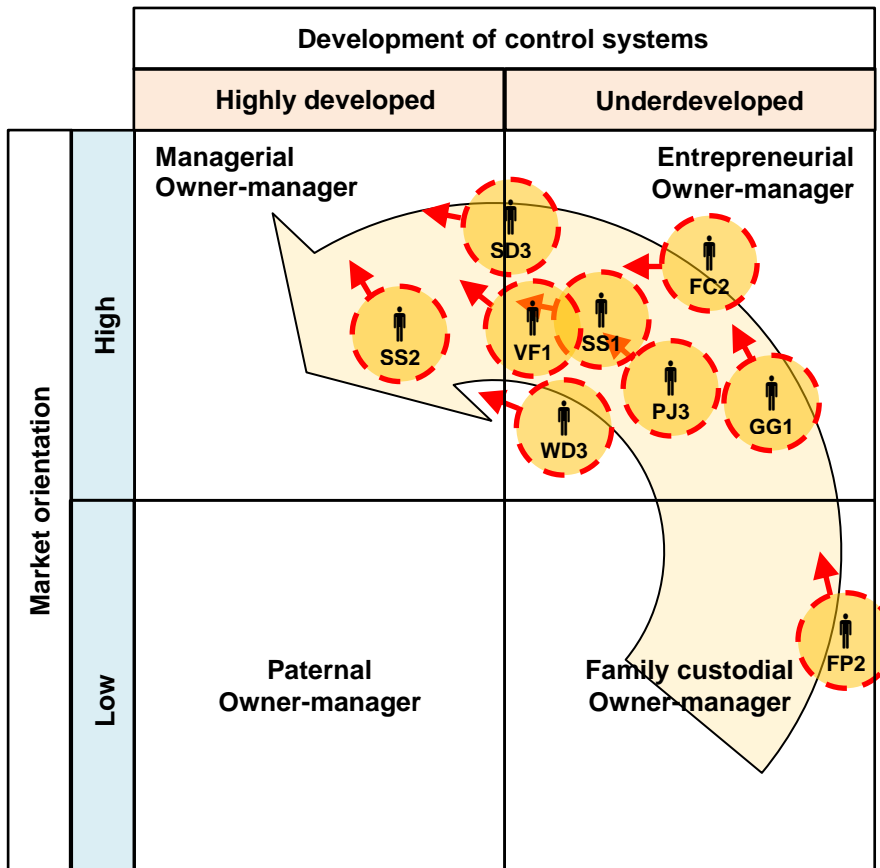 Development of control systems
Highly developed
Underdeveloped
Market orientation
High
Low
Managerial
Owner-manager
Entrepreneurial
Owner-manager
SD3
FC2
SS2
VF1
SS1
PJ3
GG1
WD3
Paternal
Owner-manager
Family custodial
Owner-manager
FP2